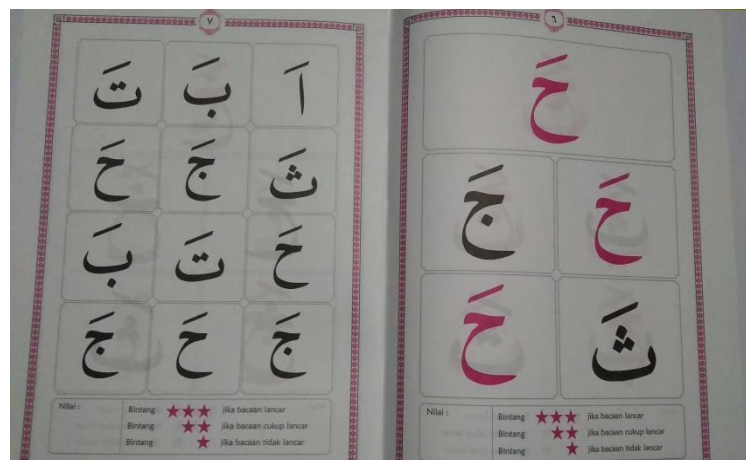 ٦
حَ
حَ جَ
ثَ حَ
Nilai :
Bintang ★★★ jika bacaan lancar
Bintang ★★ jika bacaan cukup lancar
Bintang ★ jika bacaan tidak lancar
٧
اَ بَ تَ
ثَ جَ حَ
حَ تَ بَ
جَ حَ جَ
Nilai :
Bintang ★★★ jika bacaan lancar
Bintang ★★ jika bacaan cukup lancar
Bintang ★ jika bacaan tidak lancar